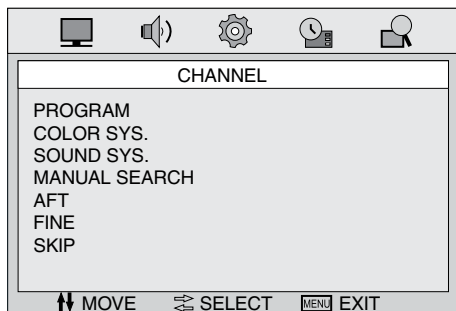 CHANNEL
PROGRAM
COLOR SYS.
SOUND SYS.
MANUAL SEARCH
AFT
FINE
SKIP
MOVE SELECT MENU EXIT